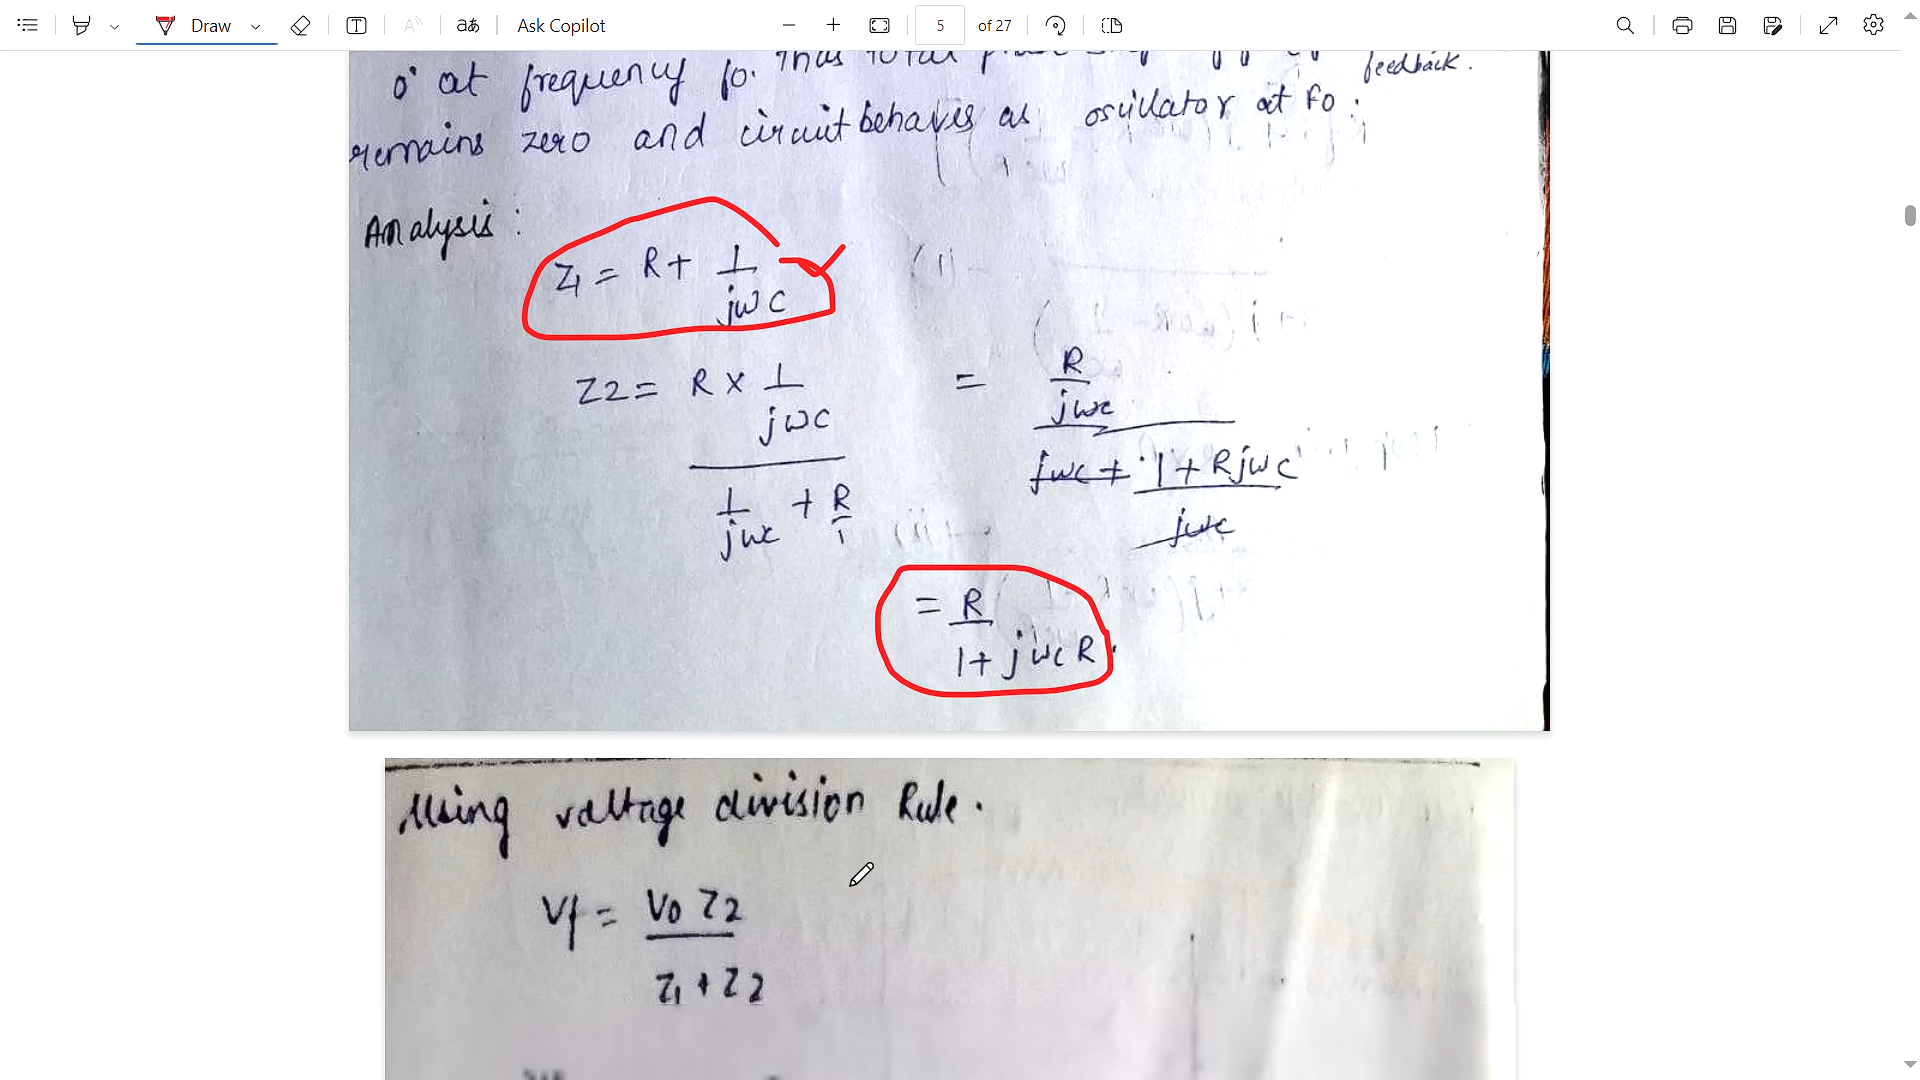 Draw
Ask Copilot
5 of 27
0° at frequency fo. Thus total feedback.
remains zero and circuit behaves as oscillator at Fo.
Analysis :
Z1 = R + 1/jωC
Z2 = R × 1/jωC / 1/jωc + R/1 = R/jωc / jωc + 1 + Rjωc/jωc
= R/1 + jωcR.
Using voltage division Rule.
Vf = Vo Z2 / Z1 + Z2